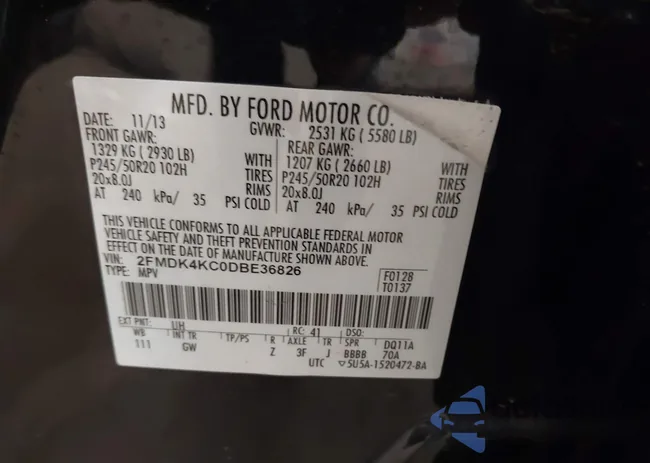 MFD. BY FORD MOTOR CO.
DATE: 11/13 GVWR: 2531 KG ( 5580 LB)
FRONT GAWR: REAR GAWR:
1329 KG ( 2930 LB) WITH 1207 KG ( 2660 LB) WITH
P245/50R20 102H TIRES P245/50R20 102H TIRES
20x8.0J RIMS 20x8.0J RIMS
AT 240 kPa/ 35 PSI COLD AT 240 kPa/ 35 PSI COLD
THIS VEHICLE CONFORMS TO ALL APPLICABLE FEDERAL MOTOR
VEHICLE SAFETY AND THEFT PREVENTION STANDARDS IN
EFFECT ON THE DATE OF MANUFACTURE SHOWN ABOVE.
VIN: 2FMDK4KC0DBE36826 F0128
TYPE: MPV T0137
EXT PNT: UH RC: 41 DSO:
WB INT TR TP/PS R AXLE TR SPR DQ11A
111 GW Z 3F J BBBB 70A
UTC ▽5U5A-1520472-BA